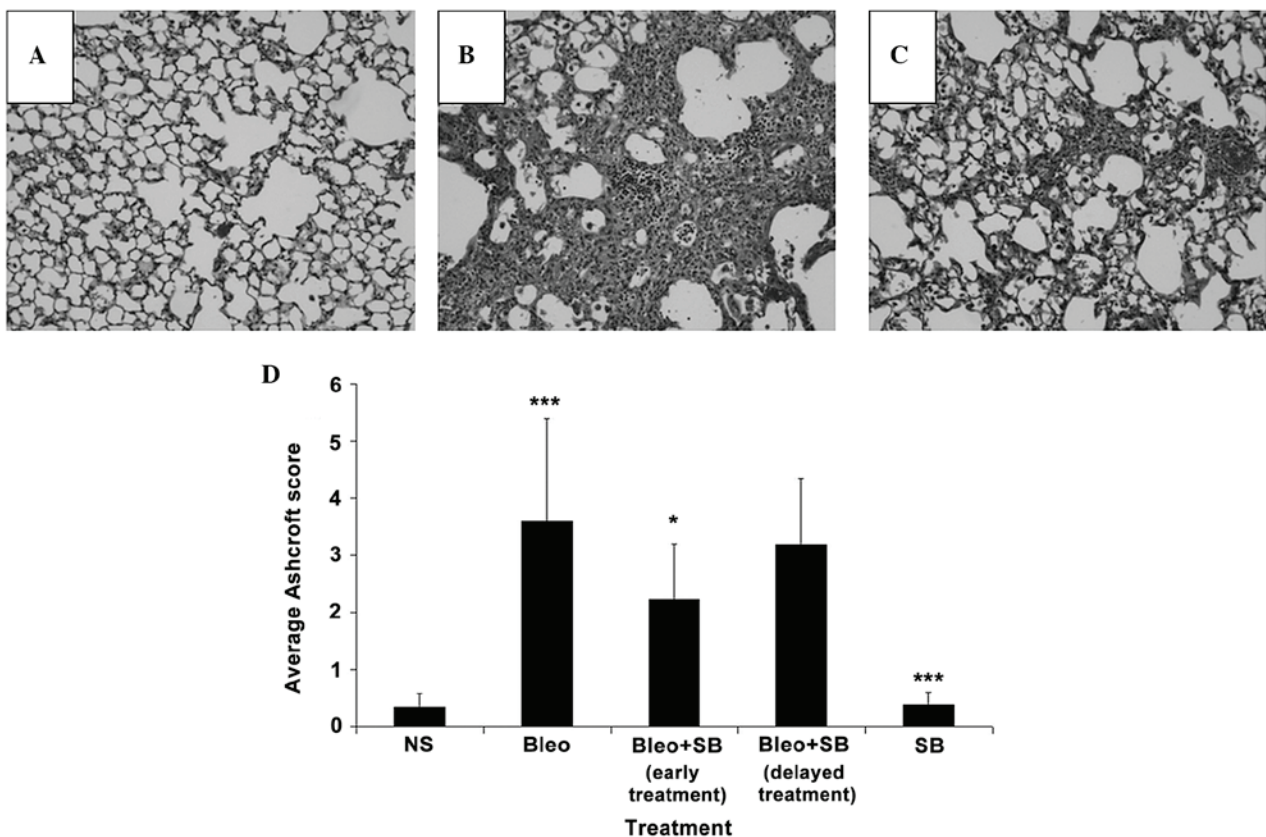 A
B
C
D
Average Ashcroft score
6
5
4
3
2
1
0
***
*
***
NS
Bleo
Bleo+SB
(early
treatment)
Bleo+SB
(delayed
treatment)
SB
Treatment